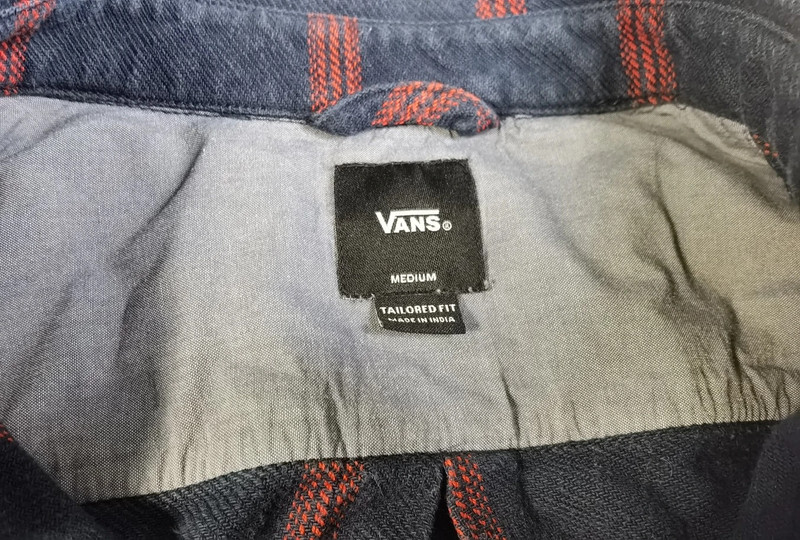 VANS®
MEDIUM
TAILORED FIT
MADE IN INDIA